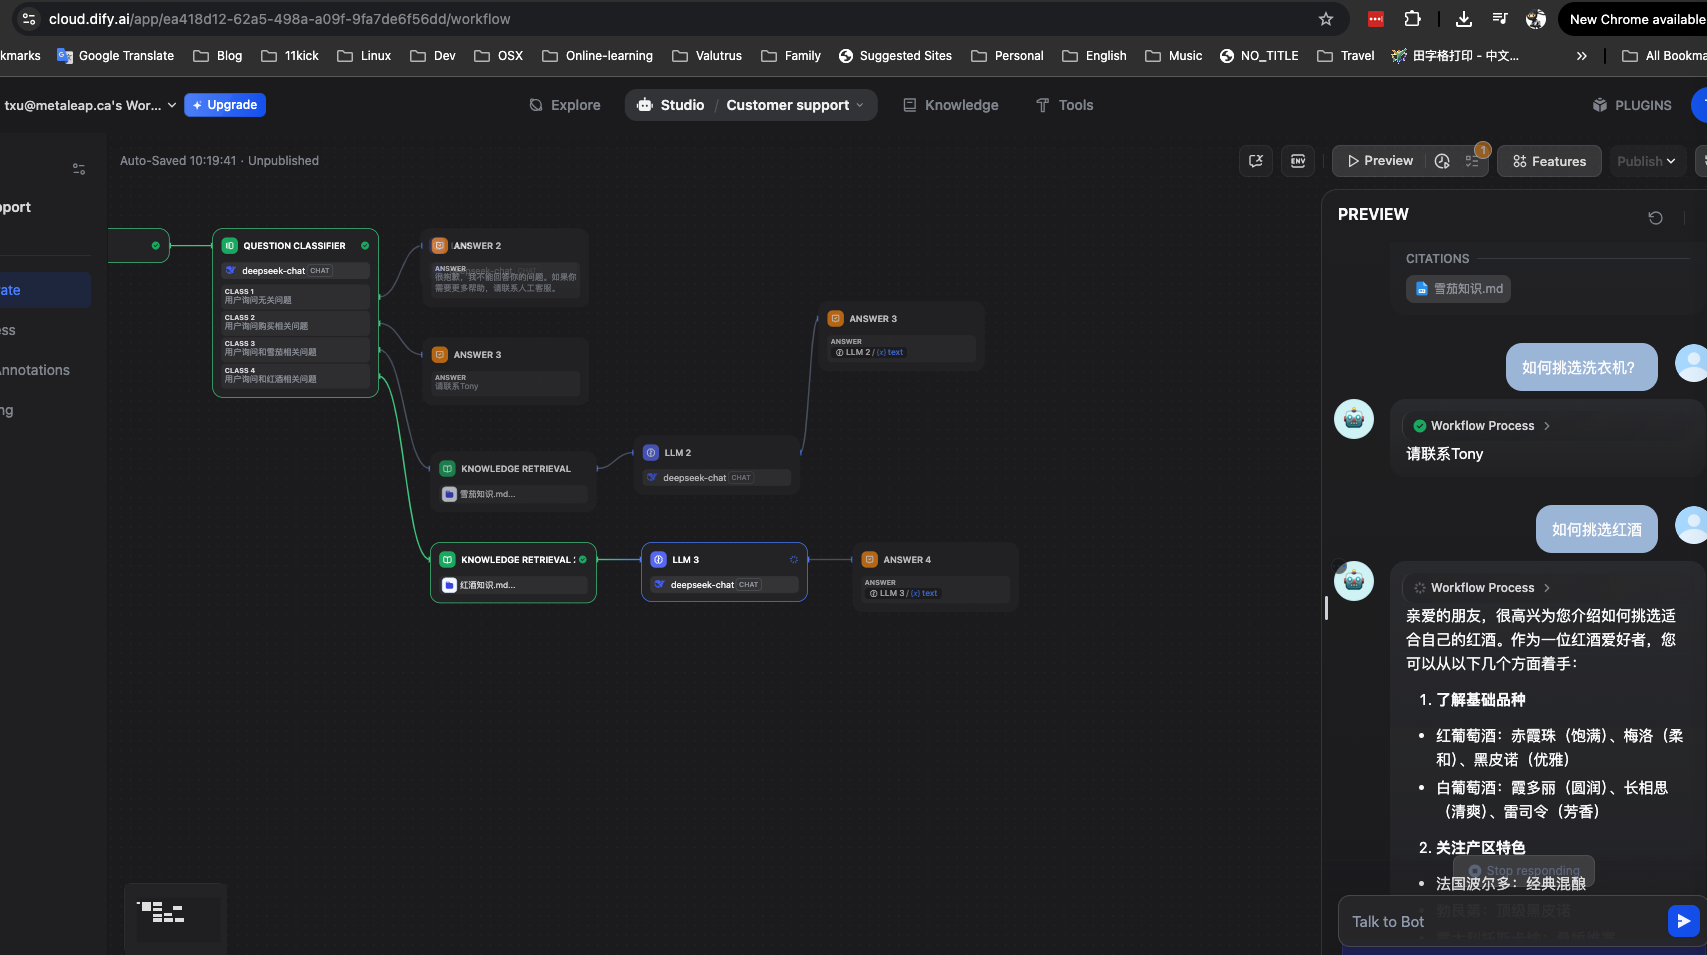 cloud.dify.ai/app/ea418d12-62a5-498a-a09f-9fa7de6f56dd/workflow
New Chrome available
kmarks Google Translate Blog 11kick Linux Dev OSX Online-learning Valutrus Family Suggested Sites Personal English Music NO_TITLE Travel 田字格打印 - 中文... » All Bookma
txu@metaleap.ca's Wor... Upgrade Explore Studio / Customer support Knowledge Tools PLUGINS
Auto-Saved 10:19:41 · Unpublished
ENV
Preview
1
Features
Publish
pport
ate
ess
nnotations
ng
QUESTION CLASSIFIER
deepseek-chat CHAT
CLASS 1
用户询问无关问题
CLASS 2
用户询问购买相关问题
CLASS 3
用户询问和雪茄相关问题
CLASS 4
用户询问和红酒相关问题
ANSWER 2
ANSWER
很抱歉，我不能回答你的问题。如果你
需要更多帮助，请联系人工客服。
ANSWER 3
ANSWER
请联系Tony
KNOWLEDGE RETRIEVAL
雪茄知识.md...
LLM 2
deepseek-chat CHAT
ANSWER 3
ANSWER
LLM 2 / {x} text
KNOWLEDGE RETRIEVAL
红酒知识.md...
LLM 3
deepseek-chat CHAT
ANSWER 4
ANSWER
LLM 3 / {x} text
PREVIEW
CITATIONS
雪茄知识.md
如何挑选洗衣机?
Workflow Process
请联系Tony
如何挑选红酒
Workflow Process
亲爱的朋友，很高兴为您介绍如何挑选适
合自己的红酒。作为一位红酒爱好者，您
可以从以下几个方面着手：
1. 了解基础品种
• 红葡萄酒：赤霞珠（饱满）、梅洛（柔
和）、黑皮诺（优雅）
• 白葡萄酒：霞多丽（圆润）、长相思
（清爽）、雷司令（芳香）
2. 关注产区特色
Stop responding
• 法国波尔多：经典混酿
• 勃艮第：顶级黑皮诺
Talk to Bot